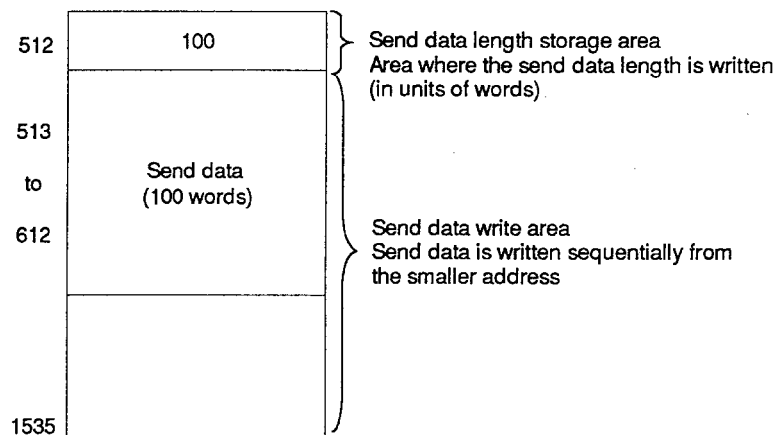 512
100
Send data length storage area
Area where the send data length is written
(in units of words)
513
to
612
Send data
(100 words)
Send data write area
Send data is written sequentially from
the smaller address
1535